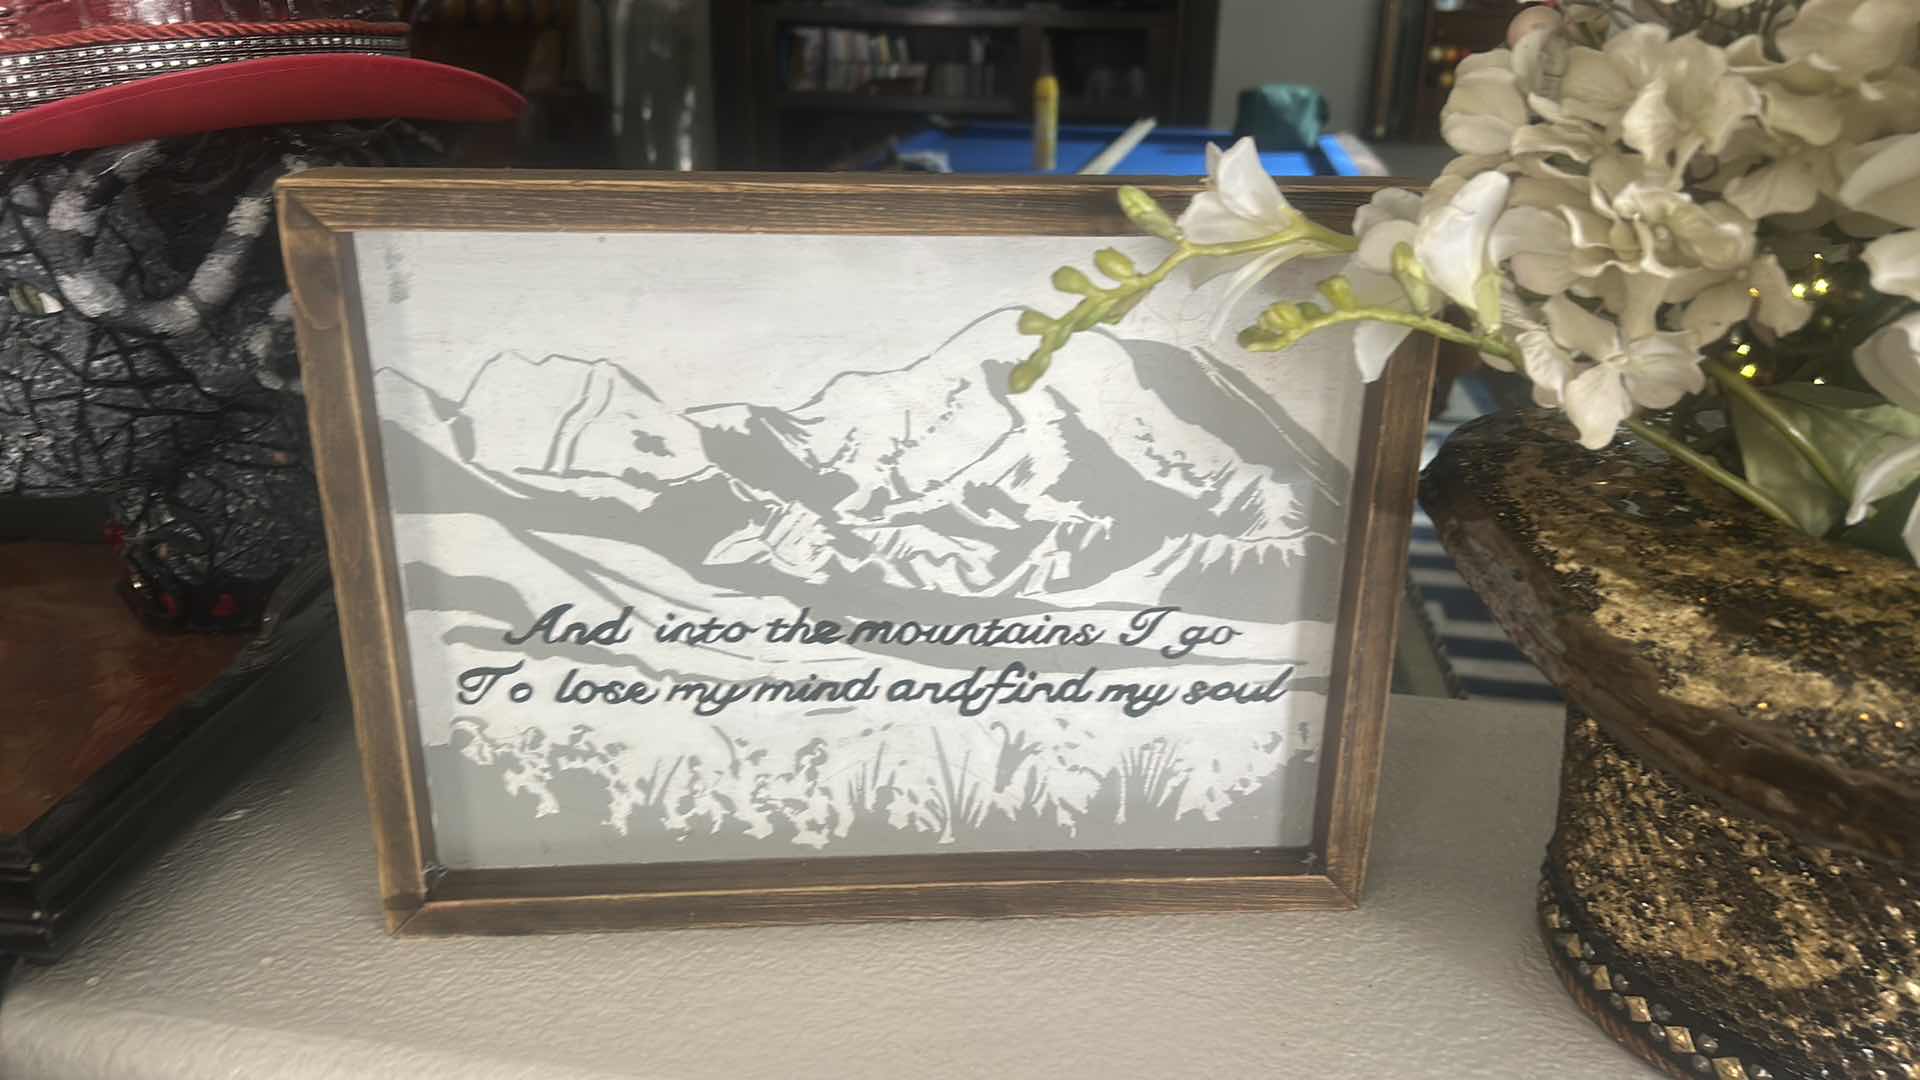 And into the mountains I go
To lose my mind and find my soul